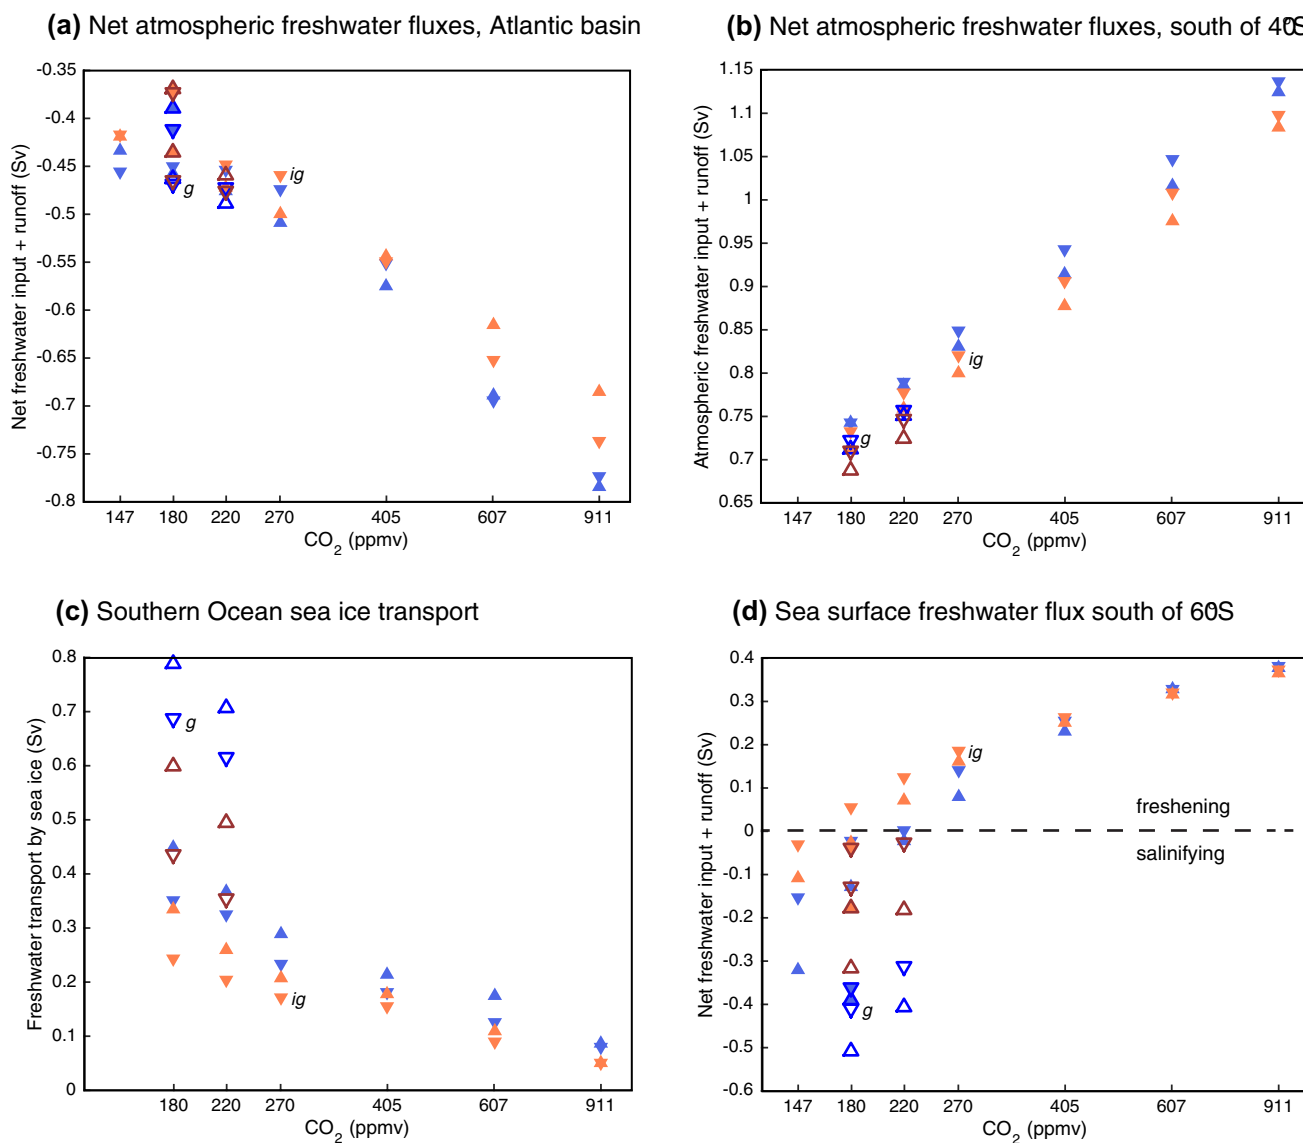 (a) Net atmospheric freshwater fluxes, Atlantic basin
-0.35
-0.4
-0.45
-0.5
-0.55
-0.6
-0.65
-0.7
-0.75
-0.8
Net freshwater input + runoff (Sv)
ig
g
147 180 220 270 405 607 911
CO2 (ppmv)
(b) Net atmospheric freshwater fluxes, south of 40°S
1.15
1.1
1.05
1
0.95
0.9
0.85
0.8
0.75
0.7
0.65
Atmospheric freshwater input + runoff (Sv)
ig
g
147 180 220 270 405 607 911
CO2 (ppmv)
(c) Southern Ocean sea ice transport
0.8
0.7
0.6
0.5
0.4
0.3
0.2
0.1
0
Freshwater transport by sea ice (Sv)
g
ig
180 220 270 405 607 911
CO2 (ppmv)
(d) Sea surface freshwater flux south of 60°S
0.4
0.3
0.2
0.1
0
-0.1
-0.2
-0.3
-0.4
-0.5
-0.6
Net freshwater input + runoff (Sv)
ig
freshening
salinifying
g
147 180 220 270 405 607 911
CO2 (ppmv)